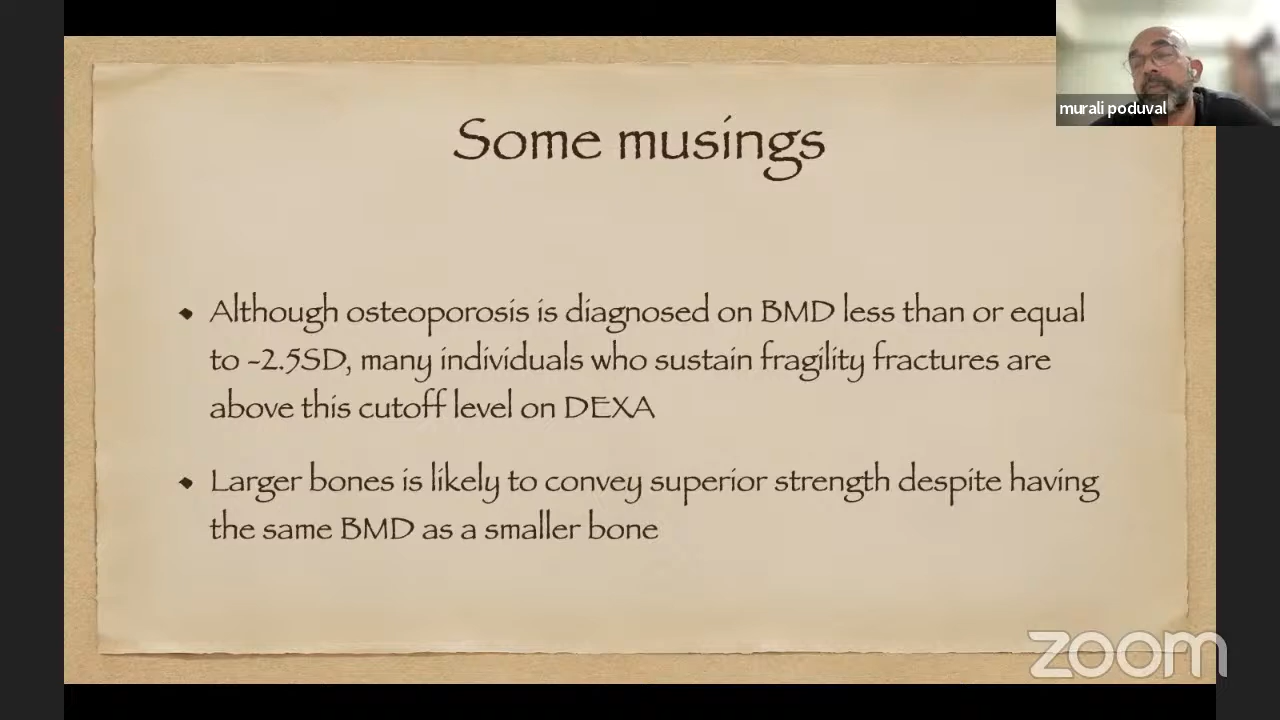 murali poduval
Some musings
Although osteoporosis is diagnosed on BMD less than or equal
to -2.5SD, many individuals who sustain fragility fractures are
above this cutoff level on DEXA
Larger bones is likely to convey superior strength despite having
the same BMD as a smaller bone
zoom